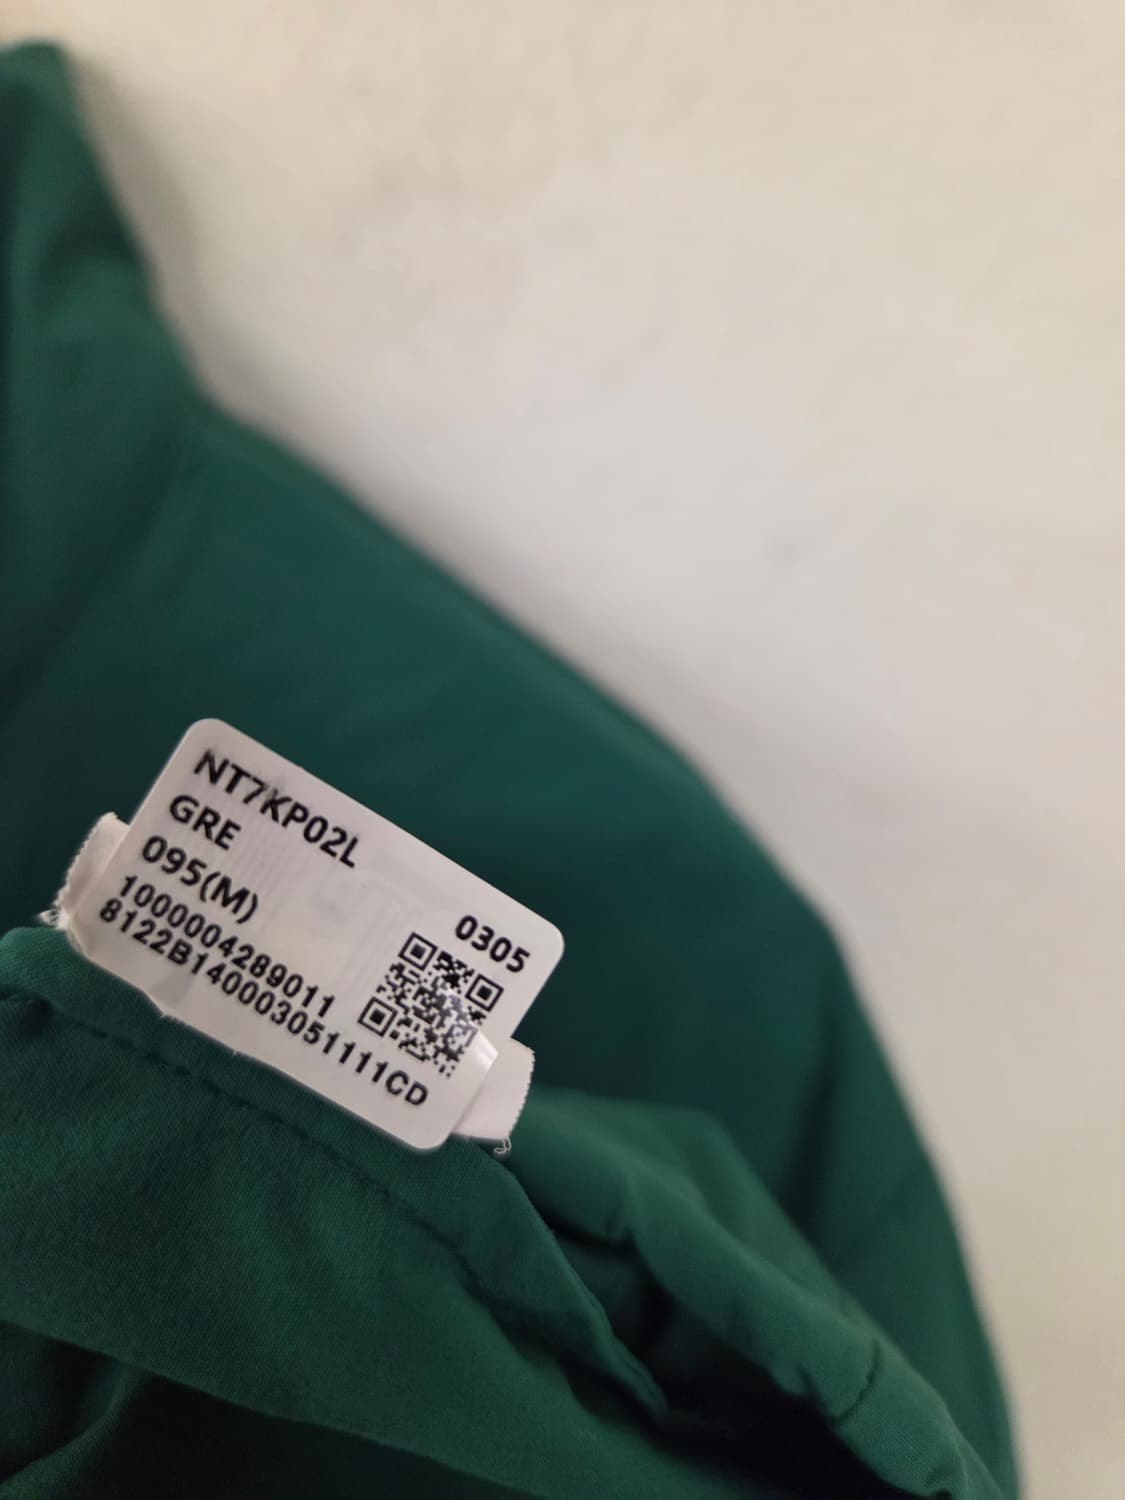 NT7KP02L
GRE
095(M)
0305
1000004289011
8122B140003051111CD